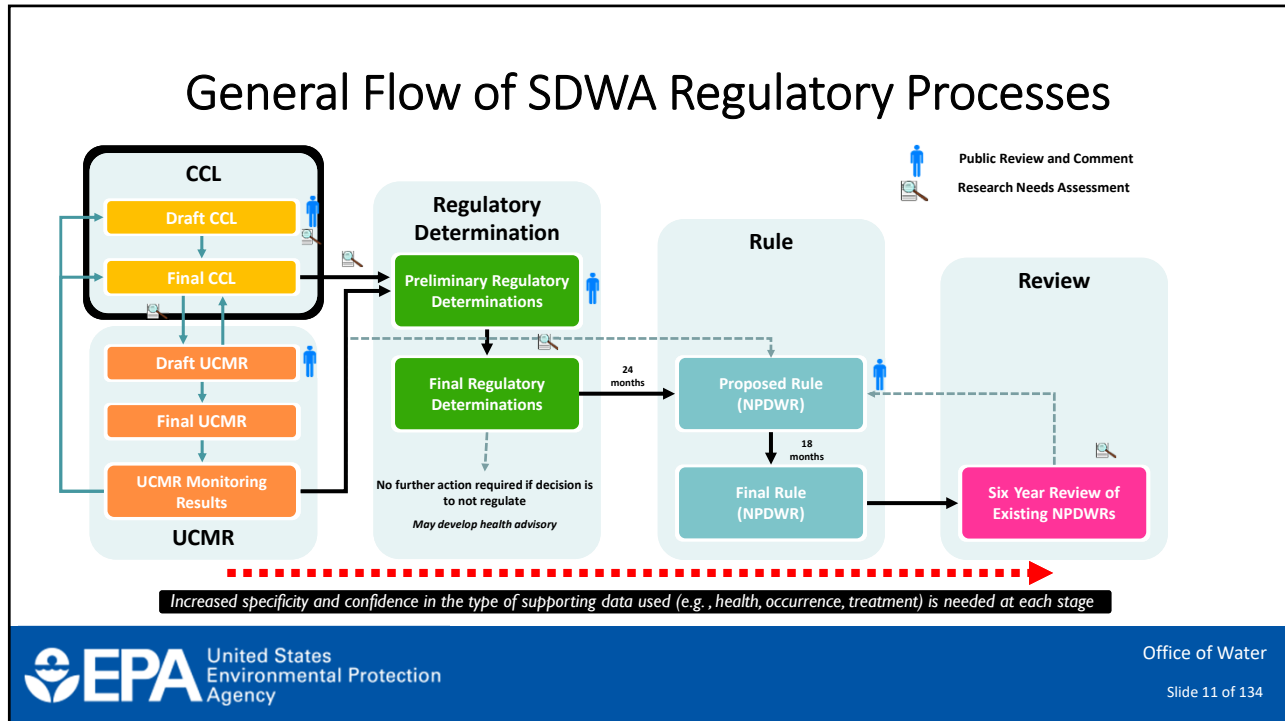 General Flow of SDWA Regulatory Processes
Public Review and Comment
Research Needs Assessment
CCL
Draft CCL
Final CCL
Draft UCMR
Final UCMR
UCMR Monitoring
Results
UCMR
Regulatory
Determination
Preliminary Regulatory
Determinations
Final Regulatory
Determinations
No further action required if decision is
to not regulate
May develop health advisory
24
months
Rule
Proposed Rule
(NPDWR)
18
months
Final Rule
(NPDWR)
Review
Six Year Review of
Existing NPDWRs
Increased specificity and confidence in the type of supporting data used (e.g., health, occurrence, treatment) is needed at each stage
EPA
United States
Environmental Protection
Agency
Office of Water
Slide 11 of 134